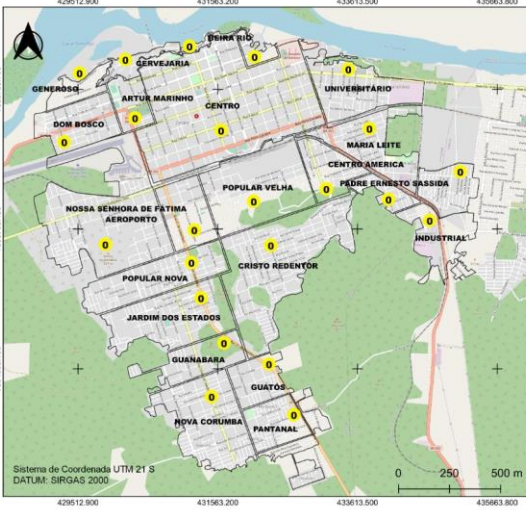 429512.900 431563.200 433613.500 435663.800
BEIRA RIO
0
0
CERVEJARIA
0
0
0
GENEROSO
UNIVERSITÁRIO
ARTUR MARINHO
CENTRO
0
DOM BOSCO
0
0
0
MARIA LEITE
CENTRO AMERICA
0
PADRE ERNESTO SASSIDA
POPULAR VELHA
0
0
0
NOSSA SENHORA DE FÁTIMA
AEROPORTO
0
0
INDUSTRIAL
0
0
0
CRISTO REDENTOR
POPULAR NOVA
0
JARDIM DOS ESTADOS
0
GUANABARA
0
GUATÓS
0
NOVA CORUMBA
0
PANTANAL
Sistema de Coordenada UTM 21 S
DATUM: SIRGAS 2000
0 250 500 m
429512.900 431563.200 433613.500 435663.800